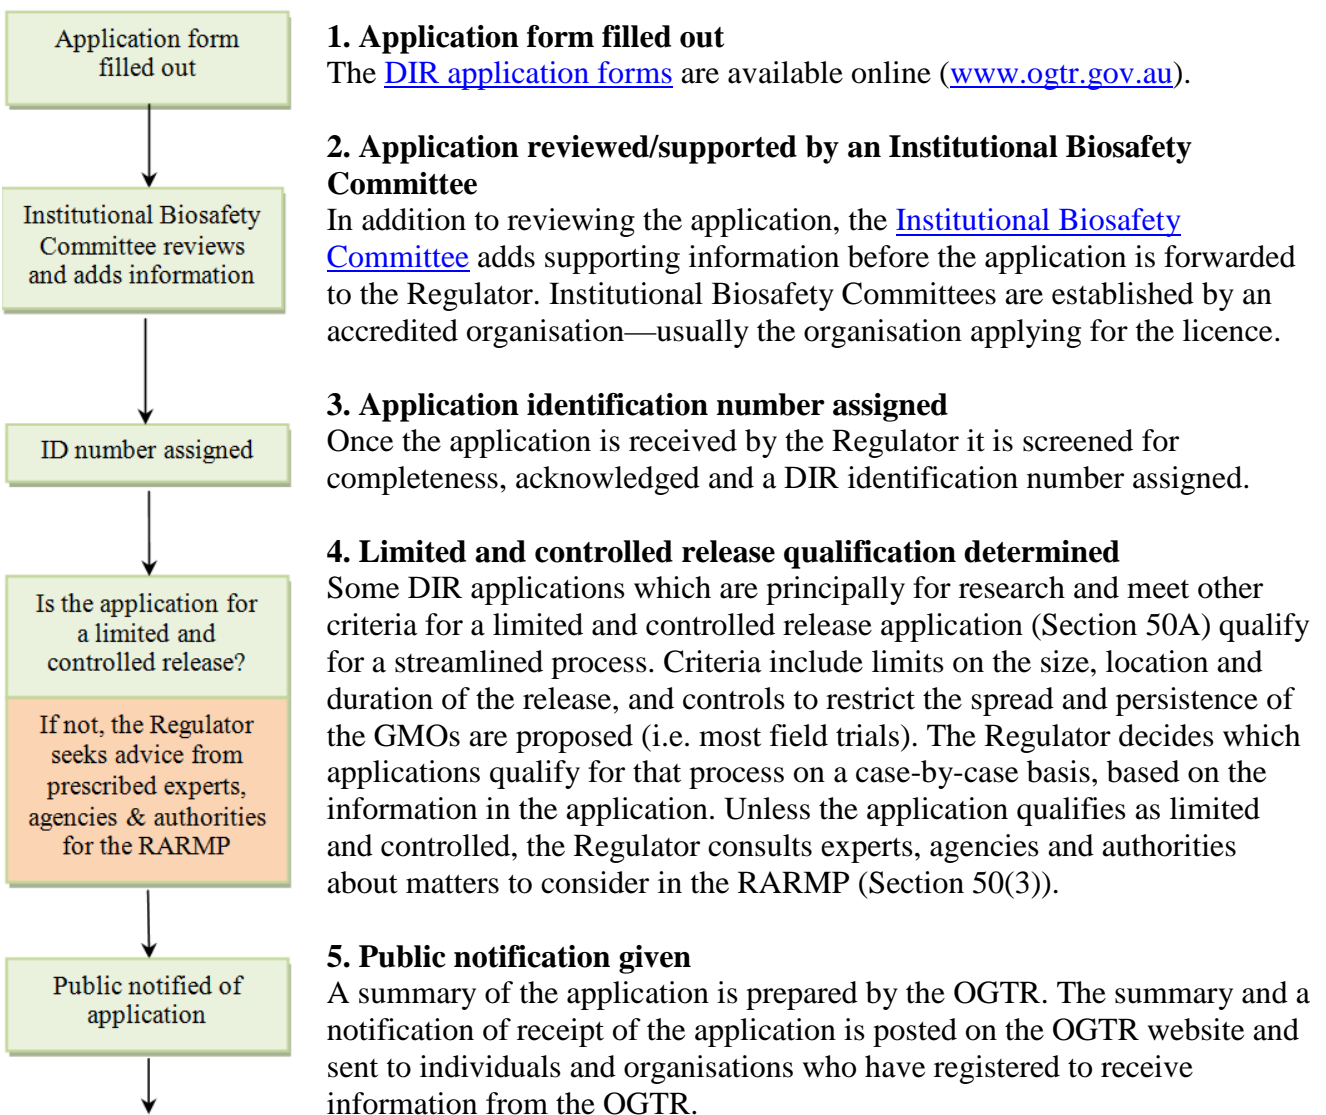 Application form
filled out
1. Application form filled out
The DIR application forms are available online (www.ogtr.gov.au).
Institutional Biosafety
Committee reviews
and adds information
2. Application reviewed/supported by an Institutional Biosafety
Committee
In addition to reviewing the application, the Institutional Biosafety
Committee adds supporting information before the application is forwarded
to the Regulator. Institutional Biosafety Committees are established by an
accredited organisation—usually the organisation applying for the licence.
ID number assigned
3. Application identification number assigned
Once the application is received by the Regulator it is screened for
completeness, acknowledged and a DIR identification number assigned.
Is the application for
a limited and
controlled release?
If not, the Regulator
seeks advice from
prescribed experts,
agencies & authorities
for the RARMP
4. Limited and controlled release qualification determined
Some DIR applications which are principally for research and meet other
criteria for a limited and controlled release application (Section 50A) qualify
for a streamlined process. Criteria include limits on the size, location and
duration of the release, and controls to restrict the spread and persistence of
the GMOs are proposed (i.e. most field trials). The Regulator decides which
applications qualify for that process on a case-by-case basis, based on the
information in the application. Unless the application qualifies as limited
and controlled, the Regulator consults experts, agencies and authorities
about matters to consider in the RARMP (Section 50(3)).
Public notified of
application
5. Public notification given
A summary of the application is prepared by the OGTR. The summary and a
notification of receipt of the application is posted on the OGTR website and
sent to individuals and organisations who have registered to receive
information from the OGTR.